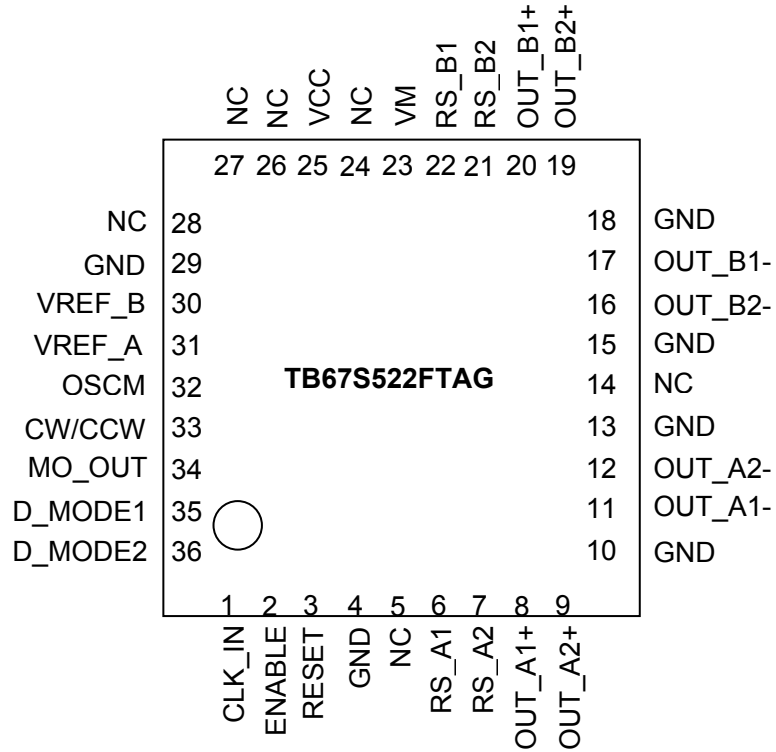 NC NC VCC NC VM RS_B1 RS_B2 OUT_B1+ OUT_B2+
27 26 25 24 23 22 21 20 19
NC 28 18 GND
GND 29 17 OUT_B1-
VREF_B 30 16 OUT_B2-
VREF_A 31 15 GND
OSCM 32 TB67S522FTAG 14 NC
CW/CCW 33 13 GND
MO_OUT 34 12 OUT_A2-
D_MODE1 35 11 OUT_A1-
D_MODE2 36 10 GND
1 2 3 4 5 6 7 8 9
CLK_IN ENABLE RESET GND NC RS_A1 RS_A2 OUT_A1+ OUT_A2+